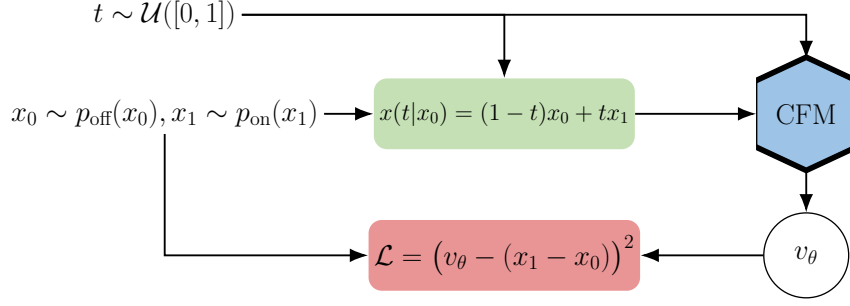 t ∼ 𝒰([0, 1])
x₀ ∼ p_off(x₀), x₁ ∼ p_on(x₁)
x(t|x₀) = (1 − t)x₀ + tx₁
CFM
ℒ = (v_θ − (x₁ − x₀))²
v_θ